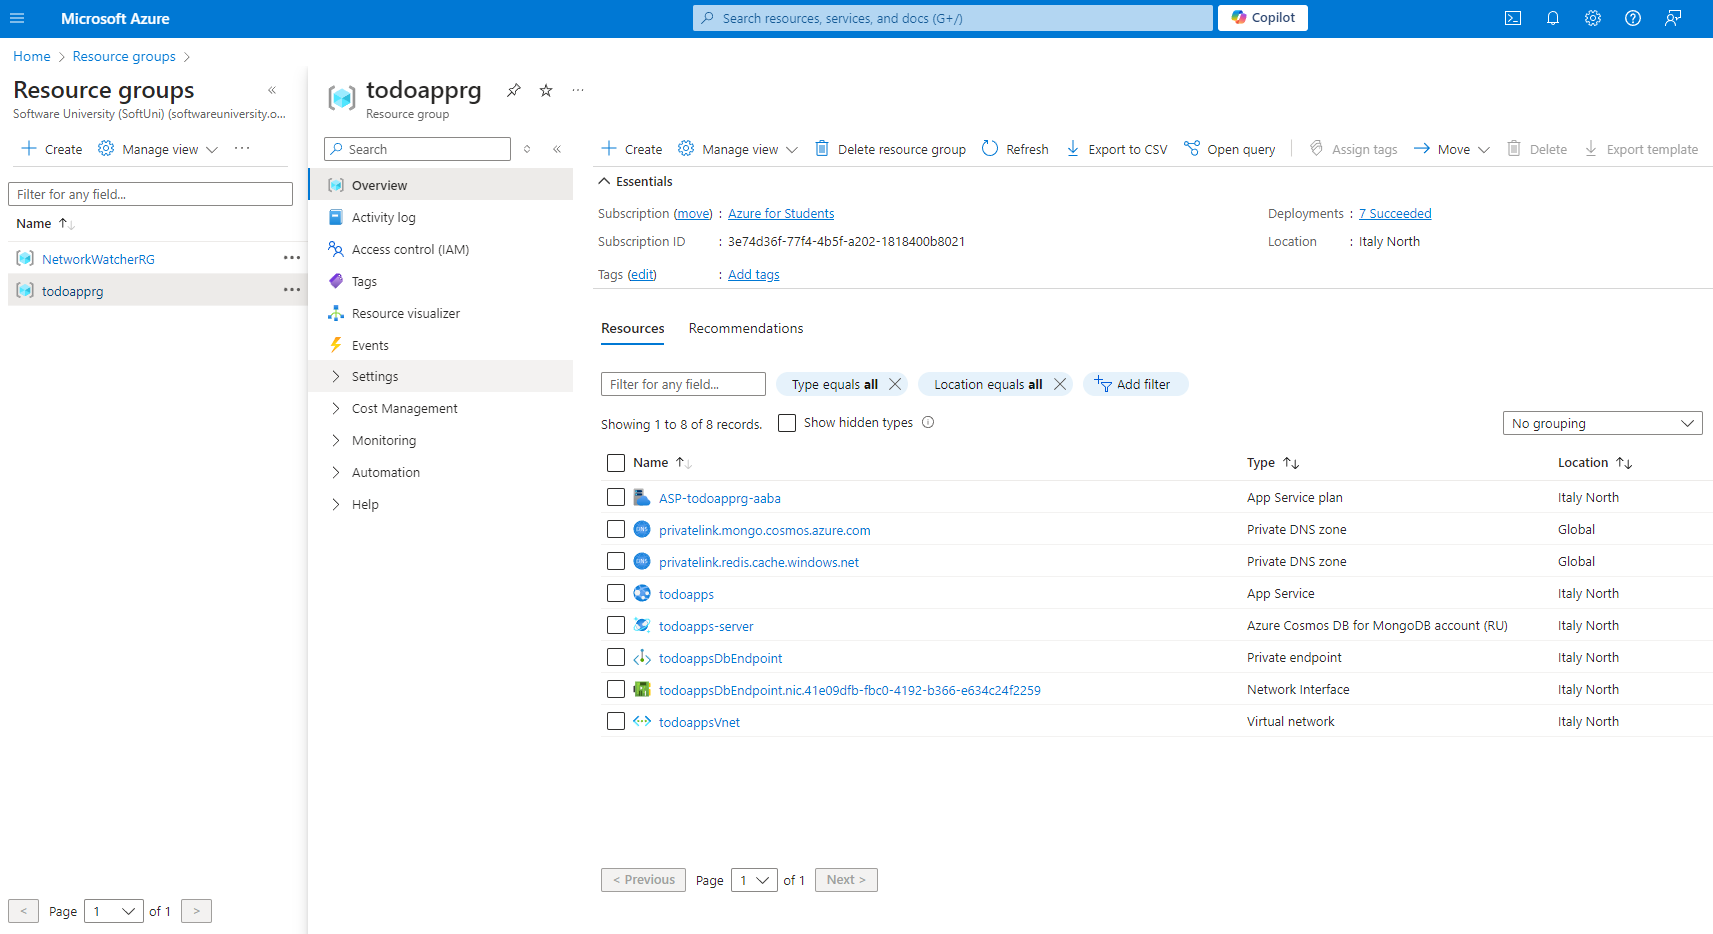 Microsoft Azure
Search resources, services, and docs (G+/)
Copilot
Home > Resource groups >
Resource groups
Software University (SoftUni) (softwareuniversity.o...
Create
Manage view
Filter for any field...
Name
NetworkWatcherRG
todoapprg
< Page 1 of 1 >
todoapprg
Resource group
Search
Overview
Activity log
Access control (IAM)
Tags
Resource visualizer
Events
Settings
Cost Management
Monitoring
Automation
Help
Create Manage view Delete resource group Refresh Export to CSV Open query Assign tags Move Delete Export template
Essentials
Subscription (move) : Azure for Students
Deployments : 7 Succeeded
Subscription ID : 3e74d36f-77f4-4b5f-a202-1818400b8021
Location : Italy North
Tags (edit) : Add tags
Resources Recommendations
Filter for any field...
Type equals all
Location equals all
Add filter
Showing 1 to 8 of 8 records.
Show hidden types
No grouping
Name Type Location
ASP-todoapprg-aaba App Service plan Italy North
DNS privatelink.mongo.cosmos.azure.com Private DNS zone Global
DNS privatelink.redis.cache.windows.net Private DNS zone Global
todoapps App Service Italy North
todoapps-server Azure Cosmos DB for MongoDB account (RU) Italy North
todoappsDbEndpoint Private endpoint Italy North
todoappsDbEndpoint.nic.41e09dfb-fbc0-4192-b366-e634c24f2259 Network Interface Italy North
todoappsVnet Virtual network Italy North
< Previous Page 1 of 1 Next >